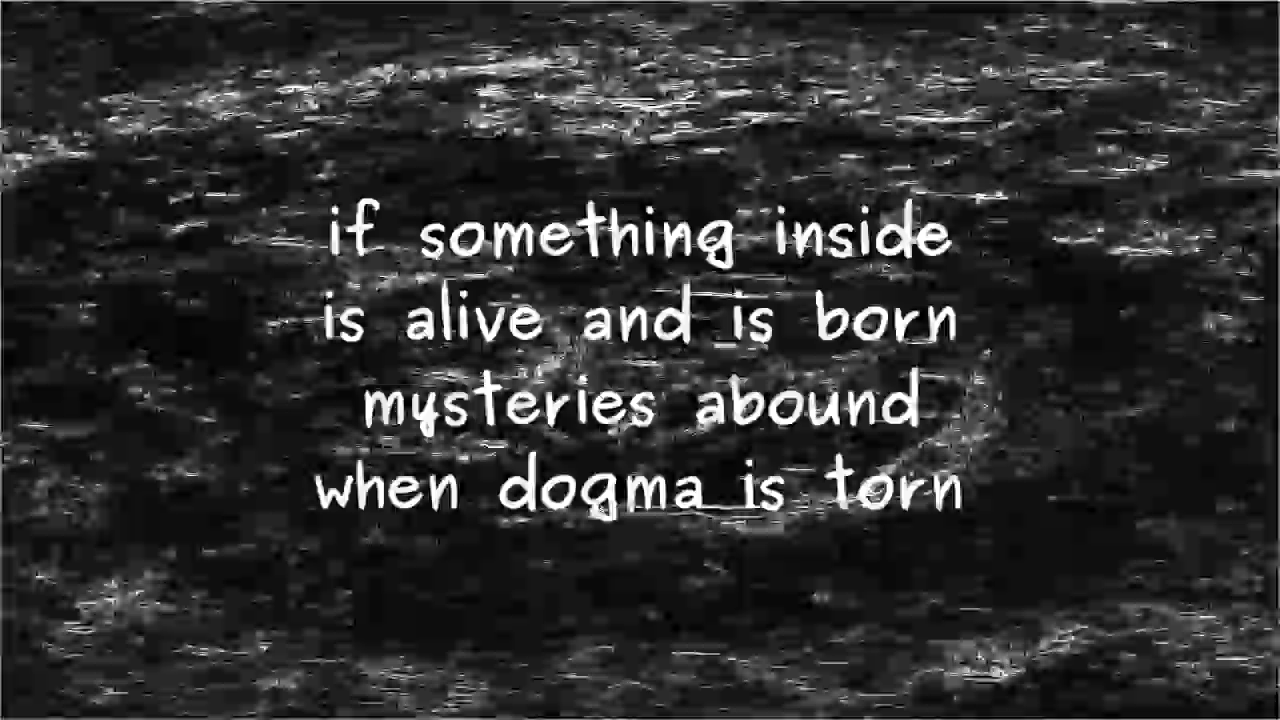 if something inside
is alive and is born
mysteries abound
when dogma is torn